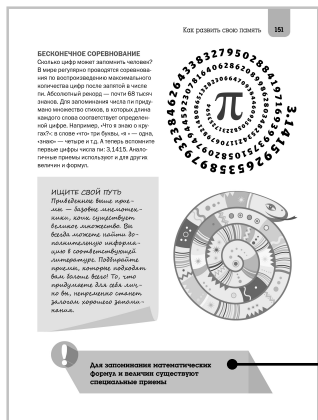 Как развить свою память 151
БЕСКОНЕЧНОЕ СОРЕВНОВАНИЕ
Сколько цифр может запомнить человек?
В мире регулярно проводятся соревнова-
ния по воспроизведению максимального
количества цифр после запятой в числе
пи. Абсолютный рекорд — почти 68 тысяч
знаков. Для запоминания числа пи приду-
мано множество стихов, в которых длина
каждого слова соответствует определен-
ной цифре. Например, «Что я знаю о кру-
гах?»: в слове «что» три буквы, «я» — одна,
«знаю» — четыре и т.д. А теперь вспомните
первые цифры числа пи: 3,1415. Анало-
гичные приемы используют и для других
величин и формул.
3.141592653589793238462643383279502884
π
ИЩИТЕ СВОЙ ПУТЬ
Приведенные выше прие-
мы — базовые мнемотех-
ники, коих существует
великое множество. Вы
всегда можете найти до-
полнительную информа-
цию в соответствующей
литературе. Подбирайте
приемы, которые подходят
вам больше всего! То, что
придумаете для себя лич-
но вы, непременно станет
залогом хорошего запоми-
нания.
!
Для запоминания математических
формул и величин существуют
специальные приемы